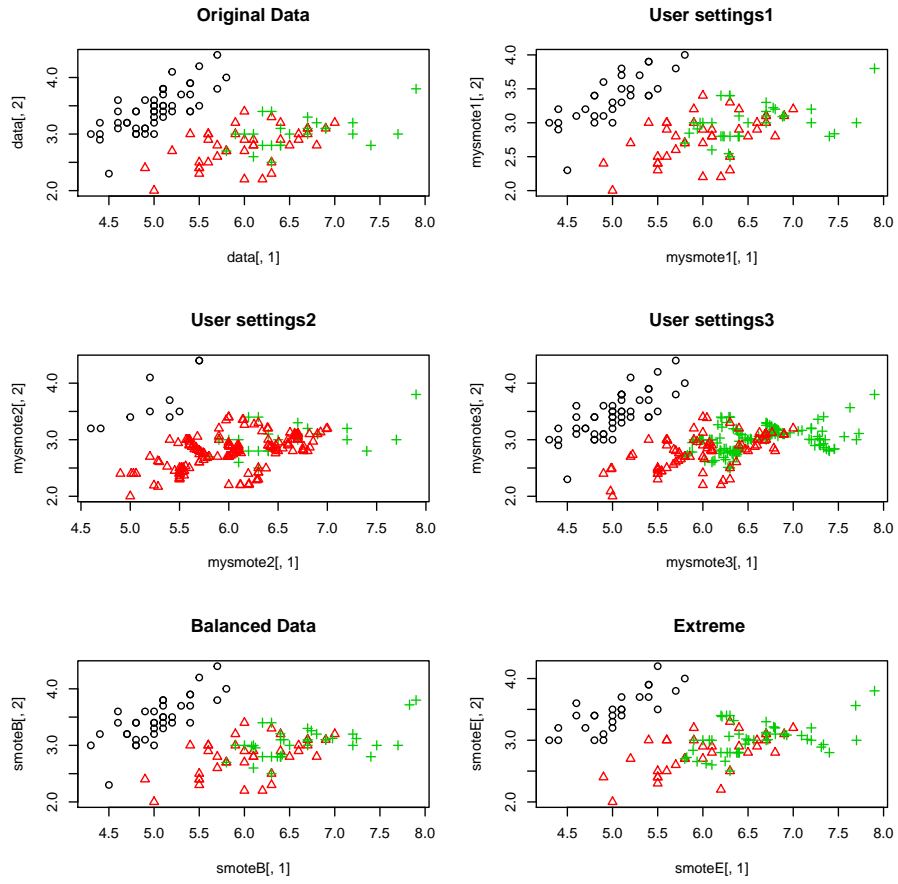 Original Data
data[, 2]
4.0
3.0
2.0
4.5 5.0 5.5 6.0 6.5 7.0 7.5 8.0
data[, 1]
User settings1
mysmote1[, 2]
4.0
3.5
3.0
2.5
2.0
4.5 5.0 5.5 6.0 6.5 7.0 7.5 8.0
mysmote1[, 1]
User settings2
mysmote2[, 2]
4.0
3.0
2.0
4.5 5.0 5.5 6.0 6.5 7.0 7.5 8.0
mysmote2[, 1]
User settings3
mysmote3[, 2]
4.0
3.0
2.0
4.5 5.0 5.5 6.0 6.5 7.0 7.5 8.0
mysmote3[, 1]
Balanced Data
smoteB[, 2]
4.0
3.0
2.0
4.5 5.0 5.5 6.0 6.5 7.0 7.5 8.0
smoteB[, 1]
Extreme
smoteE[, 2]
4.0
3.0
2.0
4.5 5.0 5.5 6.0 6.5 7.0 7.5 8.0
smoteE[, 1]